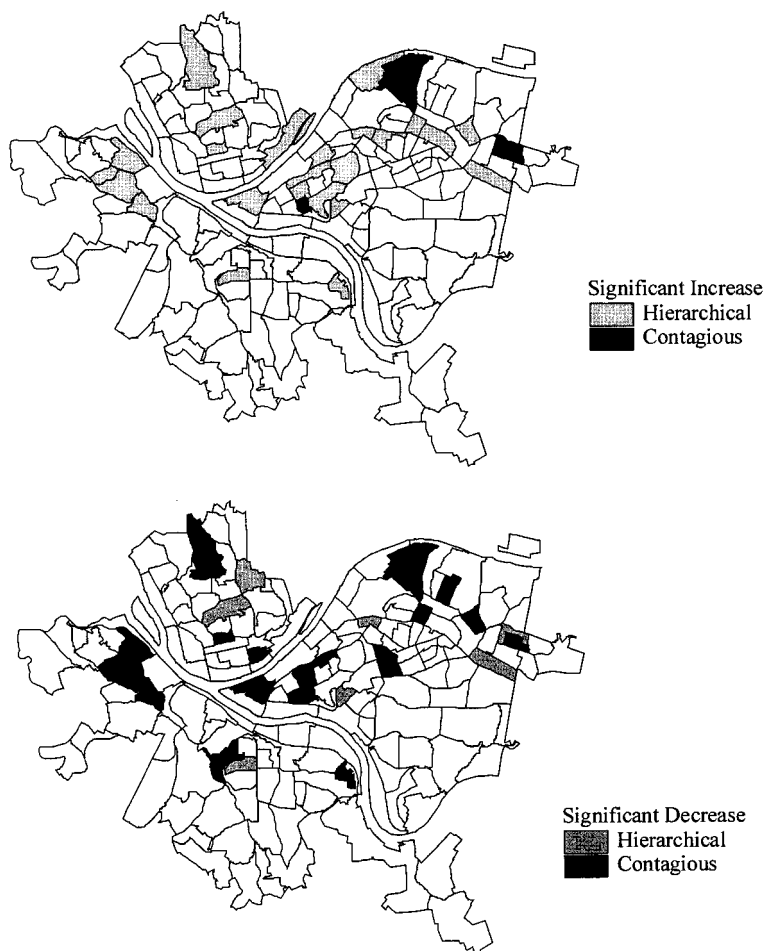 Significant Increase
Hierarchical
Contagious
Significant Decrease
Hierarchical
Contagious